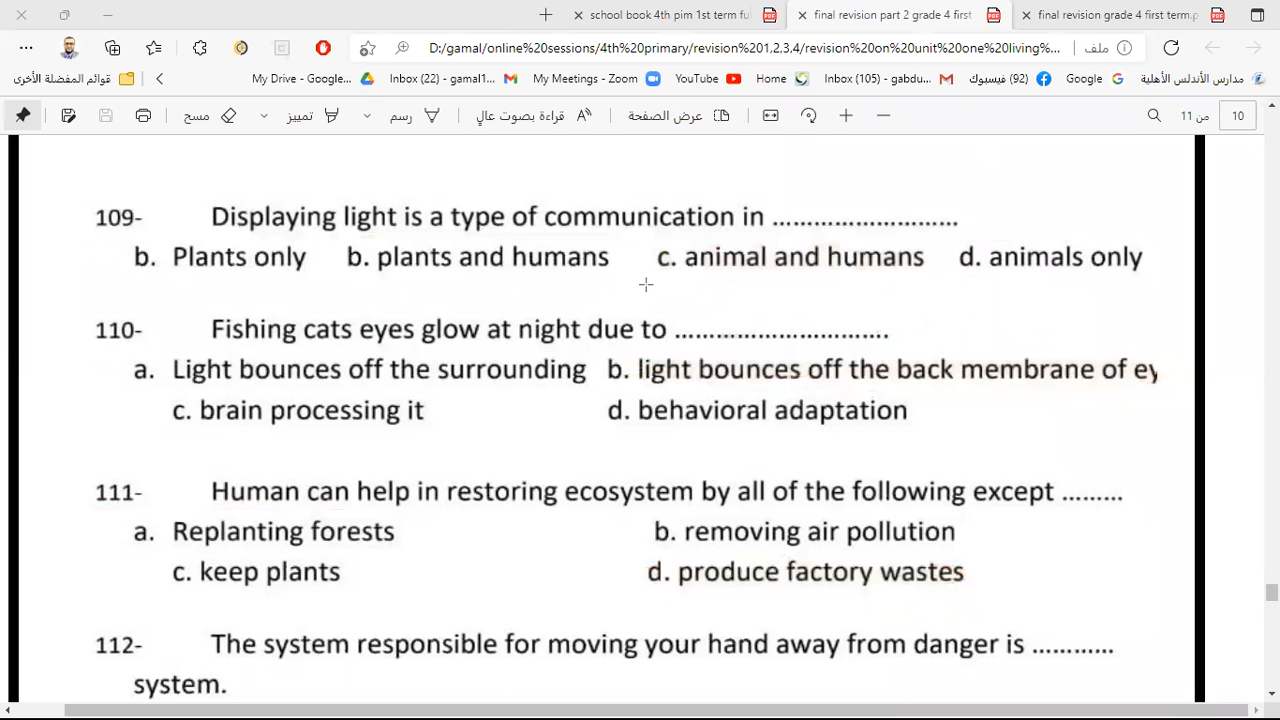 school book 4th pim 1st term fu
final revision part 2 grade 4 first
final revision grade 4 first term.p
D:/gamal/online%20sessions/4th%20primary/revision%201,2,3,4/revision%20on%20unit%20one%20living%...
ملف
قوائم المفضلة الأخرى
My Drive - Google...
Inbox (22) - gamal1...
My Meetings - Zoom
YouTube
Home
Inbox (105) - gabdu...
(92) فيسبوك
Google
مدارس الأندلس الأهلية
مسح
تمييز
رسم
قراءة بصوت عالٍ
عرض الصفحة
10 من 11
109- Displaying light is a type of communication in ...........................
b. Plants only b. plants and humans c. animal and humans d. animals only
110- Fishing cats eyes glow at night due to ...............................
a. Light bounces off the surrounding b. light bounces off the back membrane of ey
c. brain processing it d. behavioral adaptation
111- Human can help in restoring ecosystem by all of the following except .........
a. Replanting forests b. removing air pollution
c. keep plants d. produce factory wastes
112- The system responsible for moving your hand away from danger is ............
system.